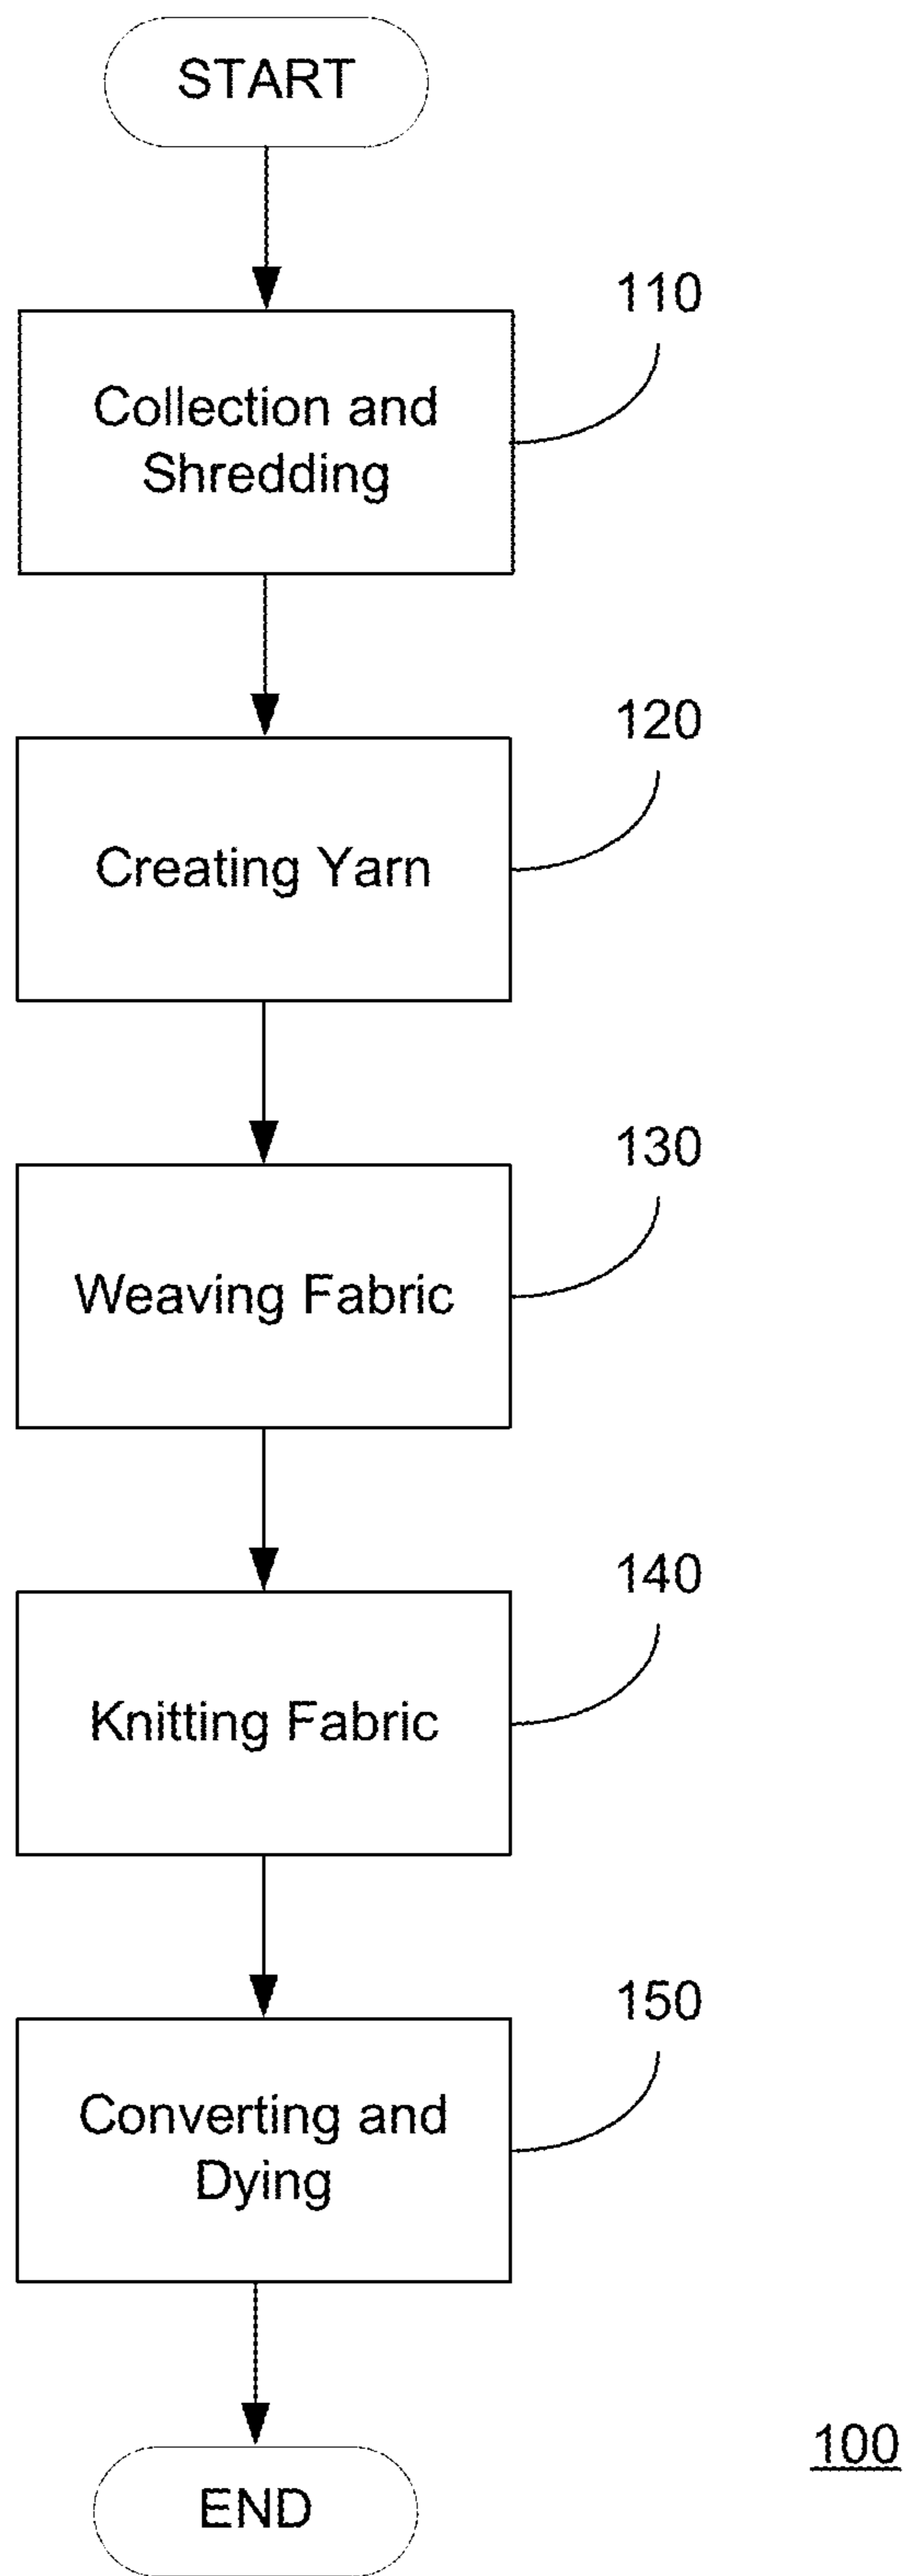 START
110
Collection and
Shredding
120
Creating Yarn
130
Weaving Fabric
140
Knitting Fabric
150
Converting and
Dying
100
END